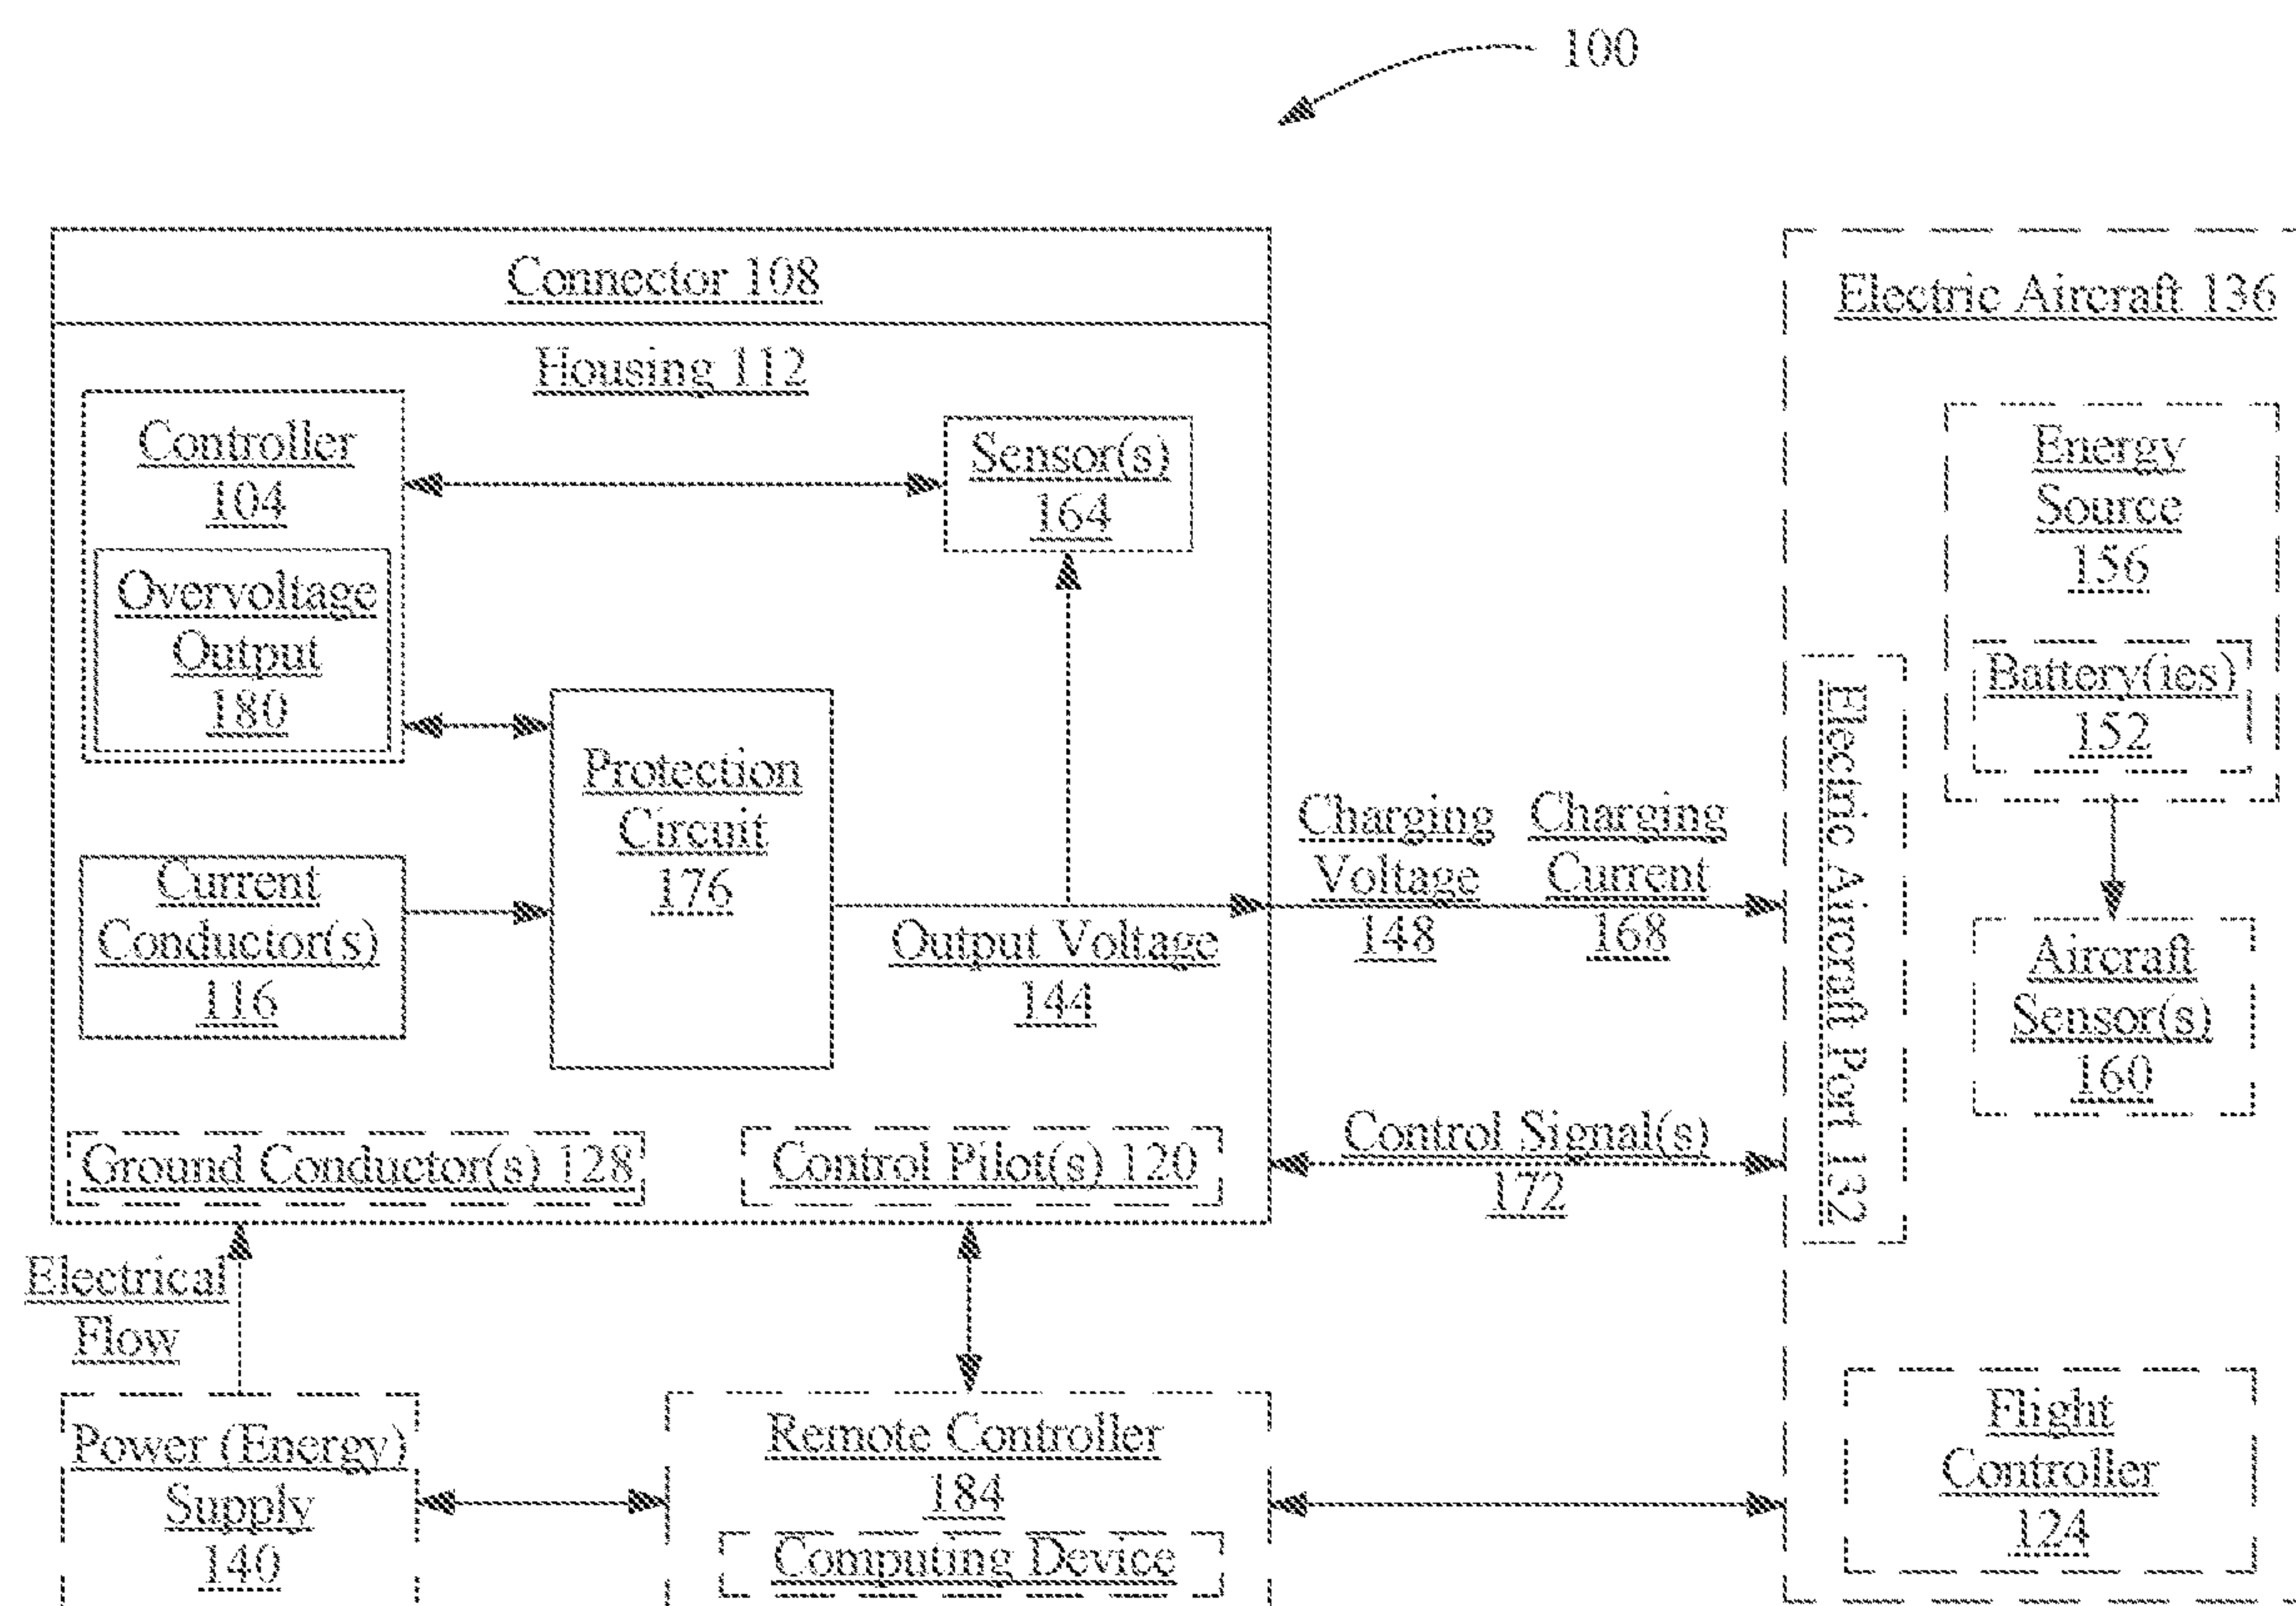 100
Connector 108
Housing 112
Controller
104
Overvoltage
Output
180
Sensor(s)
164
Protection
Circuit
176
Current
Conductor(s)
116
Output Voltage
144
Ground Conductor(s) 128
Control Pilot(s) 120
Charging
Voltage
148
Charging
Current
168
Control Signal(s)
172
Electric Aircraft 136
Energy
Source
156
Battery(ies)
152
Electric Aircraft Port 132
Aircraft
Sensor(s)
160
Flight
Controller
124
Electrical
Flow
Power (Energy)
Supply
140
Remote Controller
184
Computing Device